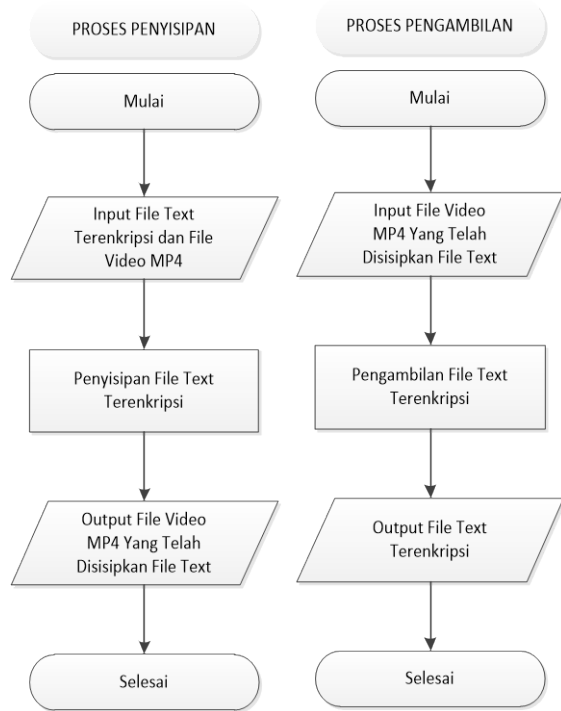 PROSES PENYISIPAN
Mulai
Input File Text
Terenkripsi dan File
Video MP4
Penyisipan File Text
Terenkripsi
Output File Video
MP4 Yang Telah
Disisipkan File Text
Selesai
PROSES PENGAMBILAN
Mulai
Input File Video
MP4 Yang Telah
Disisipkan File Text
Pengambilan File Text
Terenkripsi
Output File Text
Terenkripsi
Selesai